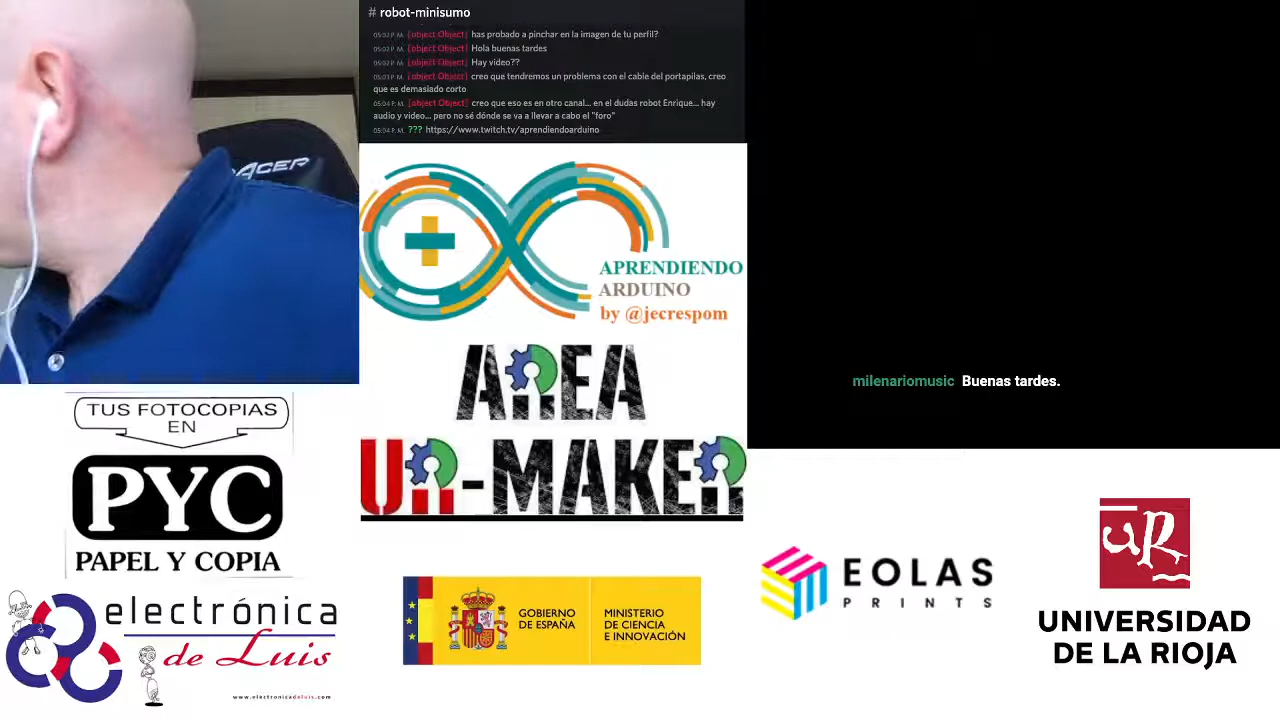 # robot-minisumo
05:02 P. M. [object Object] has probado a pinchar en la imagen de tu perfil?
05:02 P. M. [object Object] Hola buenas tardes
05:02 P. M. [object Object] Hay video??
05:03 P. M. [object Object] creo que tendremos un problema con el cable del portapilas, creo
que es demasiado corto
05:04 P. M. [object Object] creo que eso es en otro canal... en el dudas robot Enrique... hay
audio y video... pero no sé dónde se va a llevar a cabo el "foro"
05:04 P. M. ??? https://www.twitch.tv/aprendiendoarduino
ACER
APRENDIENDO
ARDUINO
by @jecrespom
AREA
UR-MAKER
milenariomusic Buenas tardes.
TUS FOTOCOPIAS
EN
PYC
PAPEL Y COPIA
electrónica
de Luis
www.electronicadeluis.com
GOBIERNO
DE ESPAÑA
MINISTERIO
DE CIENCIA
E INNOVACIÓN
EOLAS
PRINTS
UR
UNIVERSIDAD
DE LA RIOJA